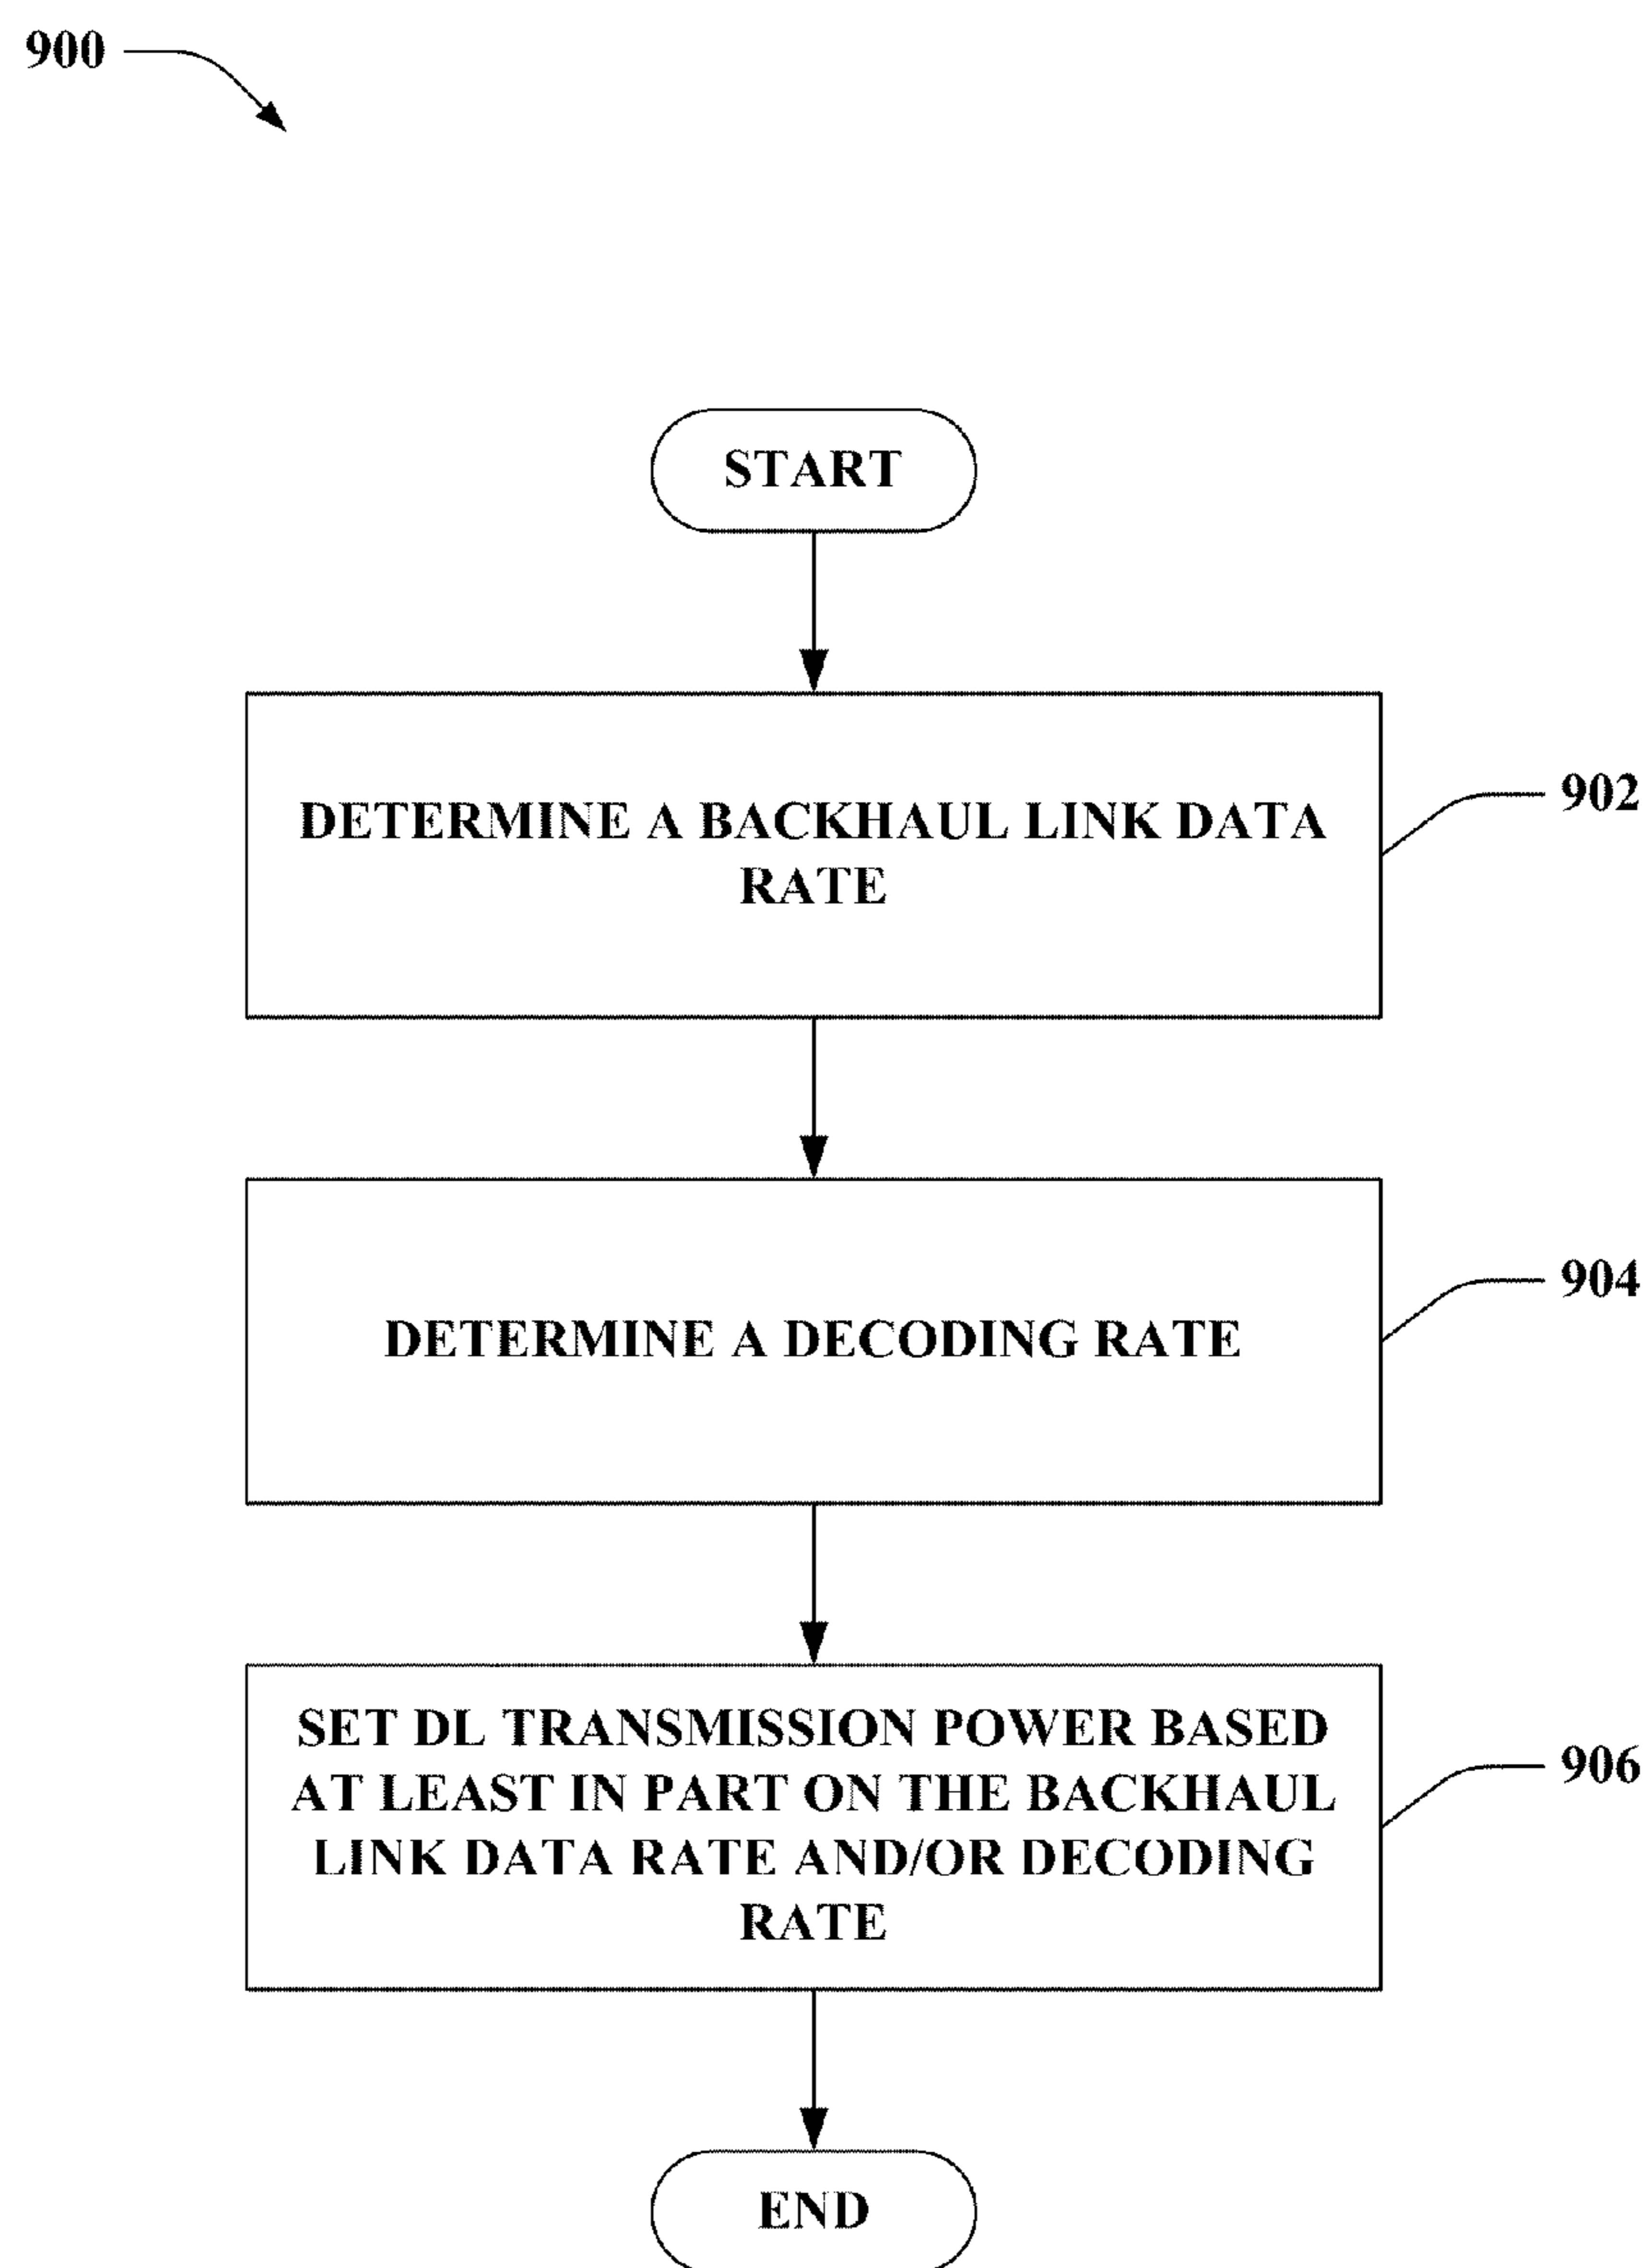 900
START
DETERMINE A BACKHAUL LINK DATA
RATE
902
DETERMINE A DECODING RATE
904
SET DL TRANSMISSION POWER BASED
AT LEAST IN PART ON THE BACKHAUL
LINK DATA RATE AND/OR DECODING
RATE
906
END